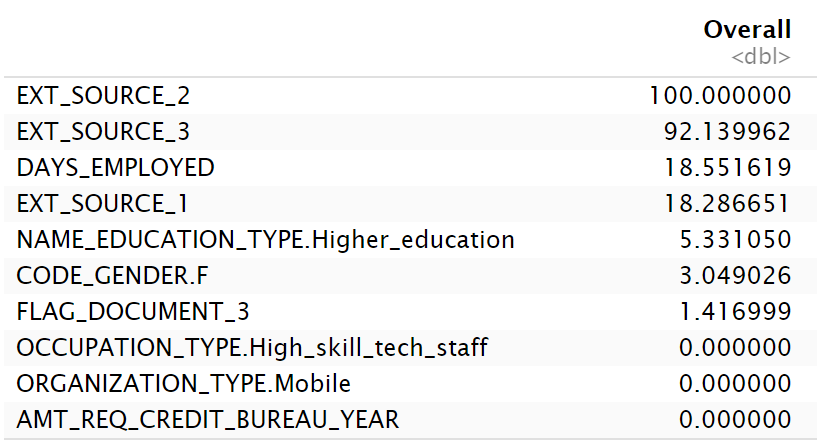 Overall
<dbl>
EXT_SOURCE_2 100.000000
EXT_SOURCE_3 92.139962
DAYS_EMPLOYED 18.551619
EXT_SOURCE_1 18.286651
NAME_EDUCATION_TYPE.Higher_education 5.331050
CODE_GENDER.F 3.049026
FLAG_DOCUMENT_3 1.416999
OCCUPATION_TYPE.High_skill_tech_staff 0.000000
ORGANIZATION_TYPE.Mobile 0.000000
AMT_REQ_CREDIT_BUREAU_YEAR 0.000000